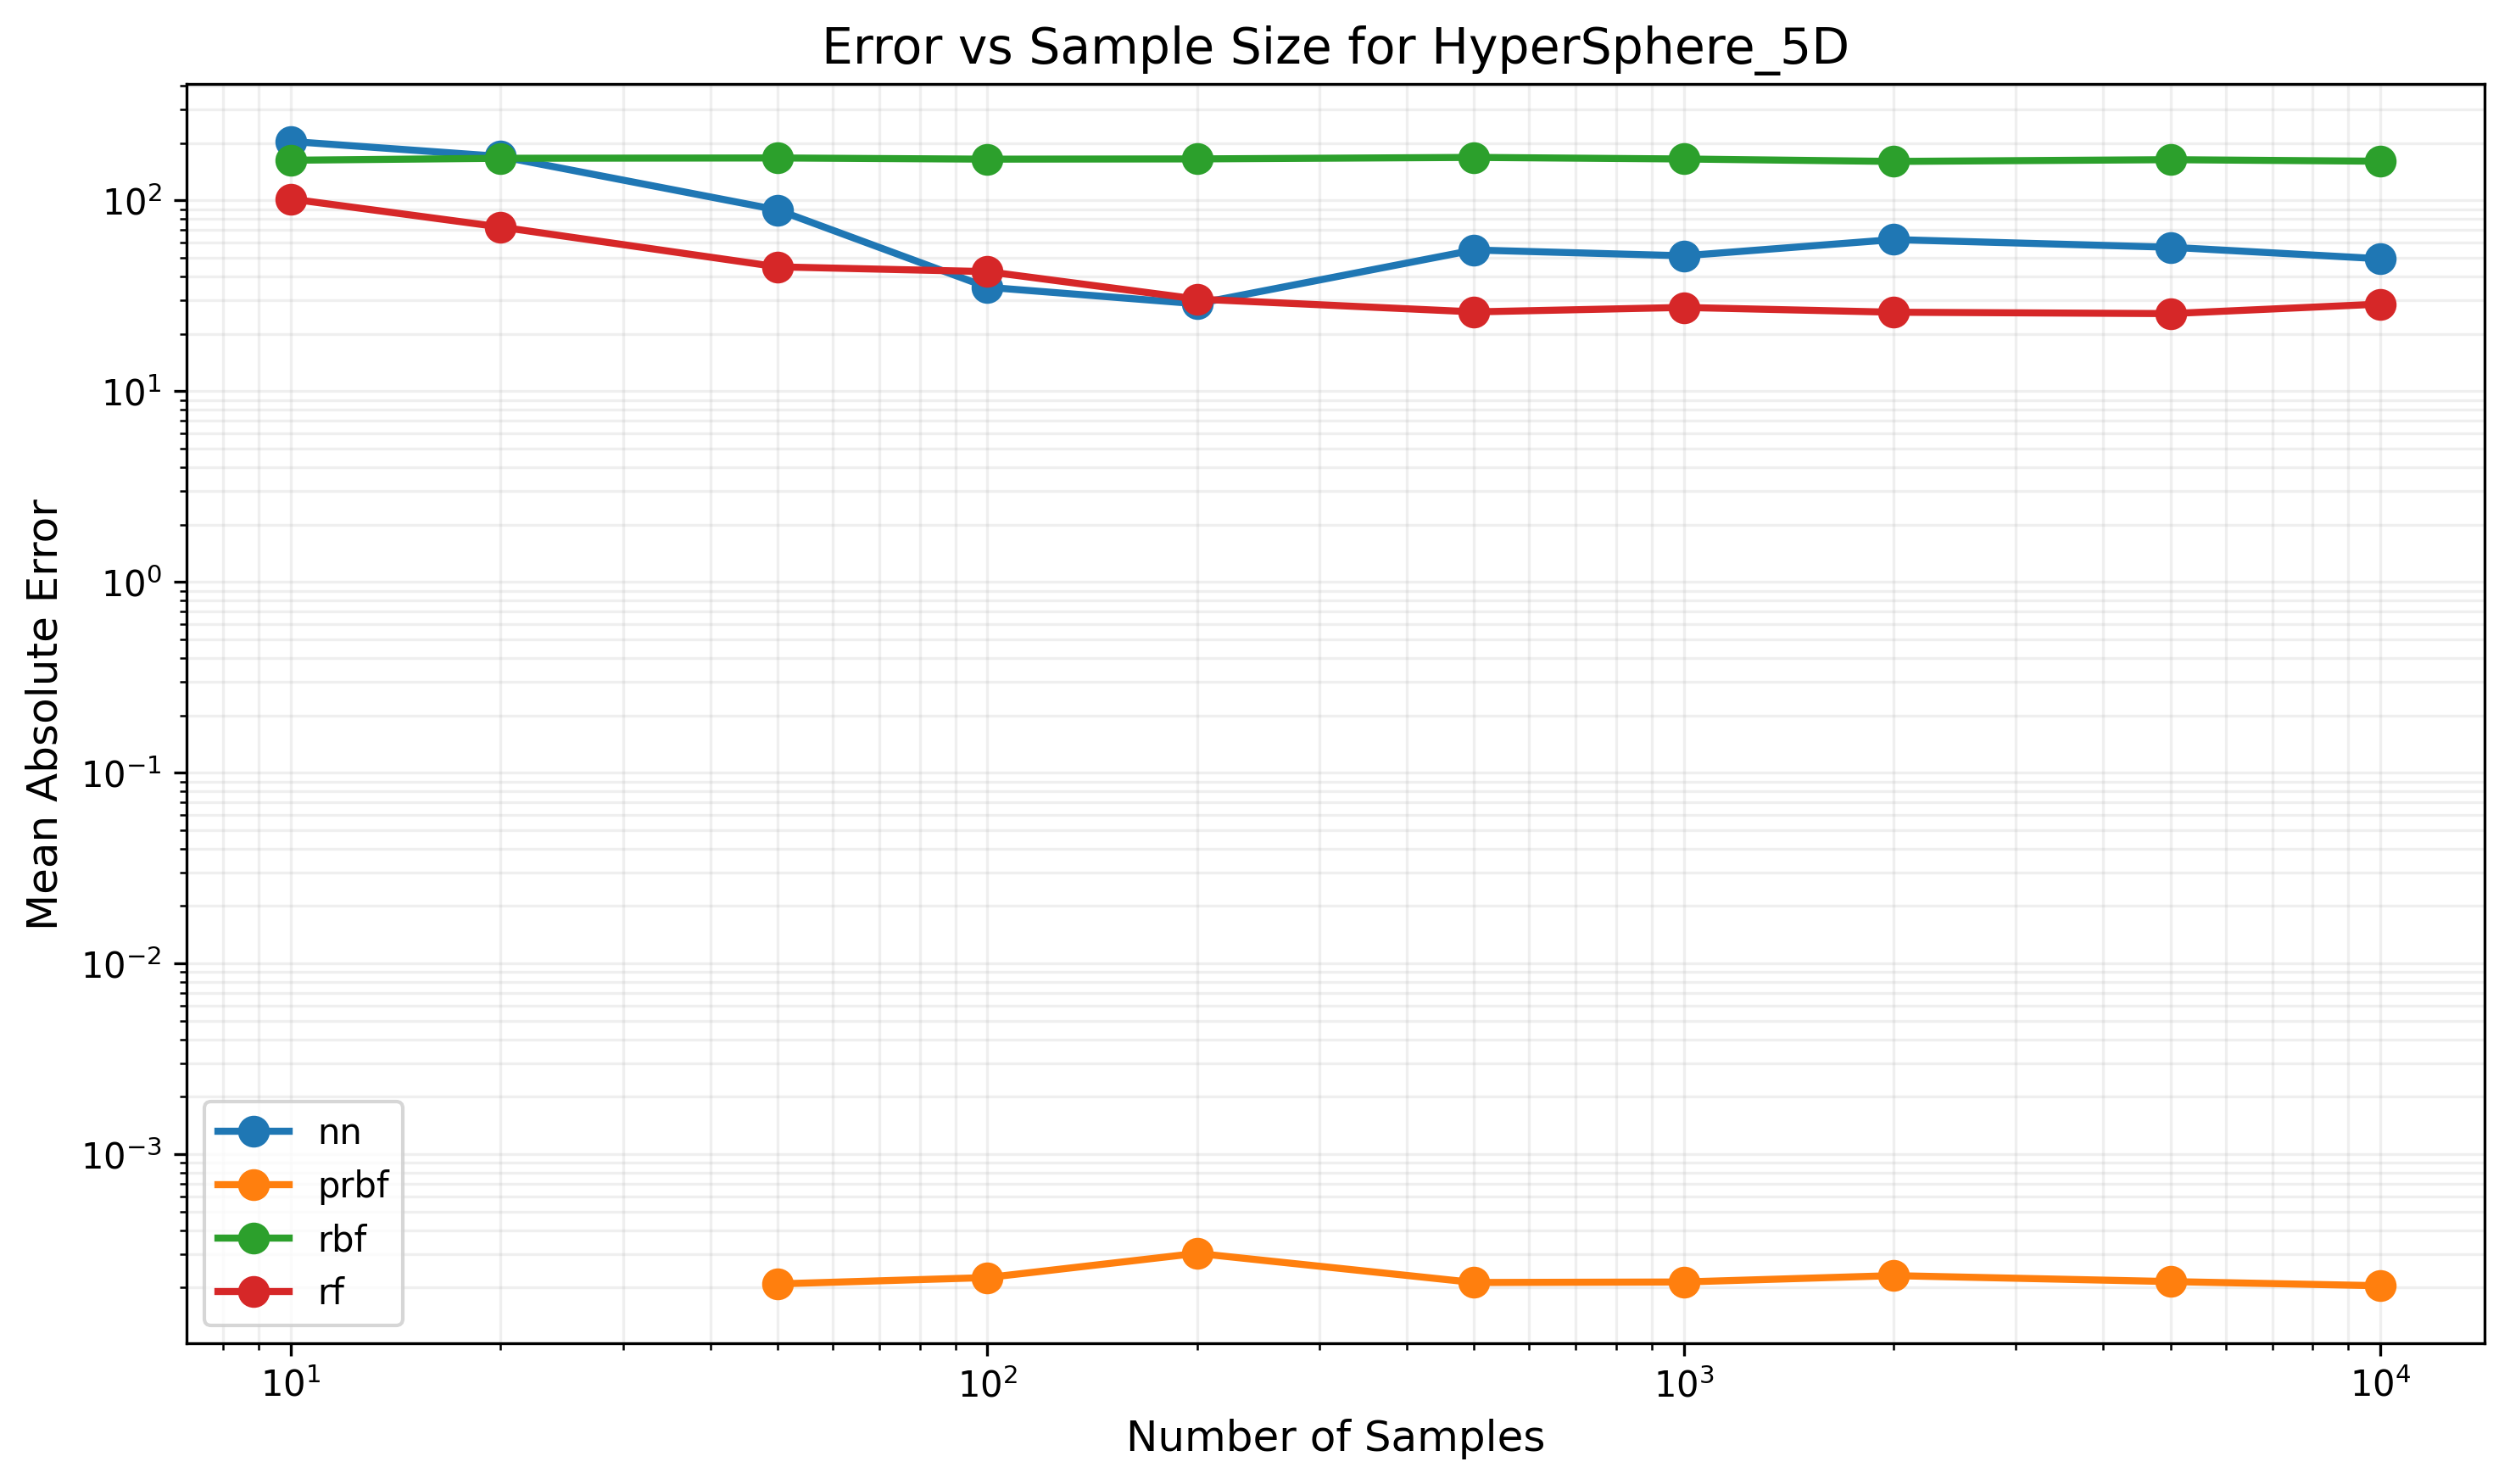 Error vs Sample Size for HyperSphere_5D
Mean Absolute Error
10²
10¹
10⁰
10⁻¹
10⁻²
10⁻³
nn
prbf
rbf
rf
10¹ 10² 10³ 10⁴
Number of Samples